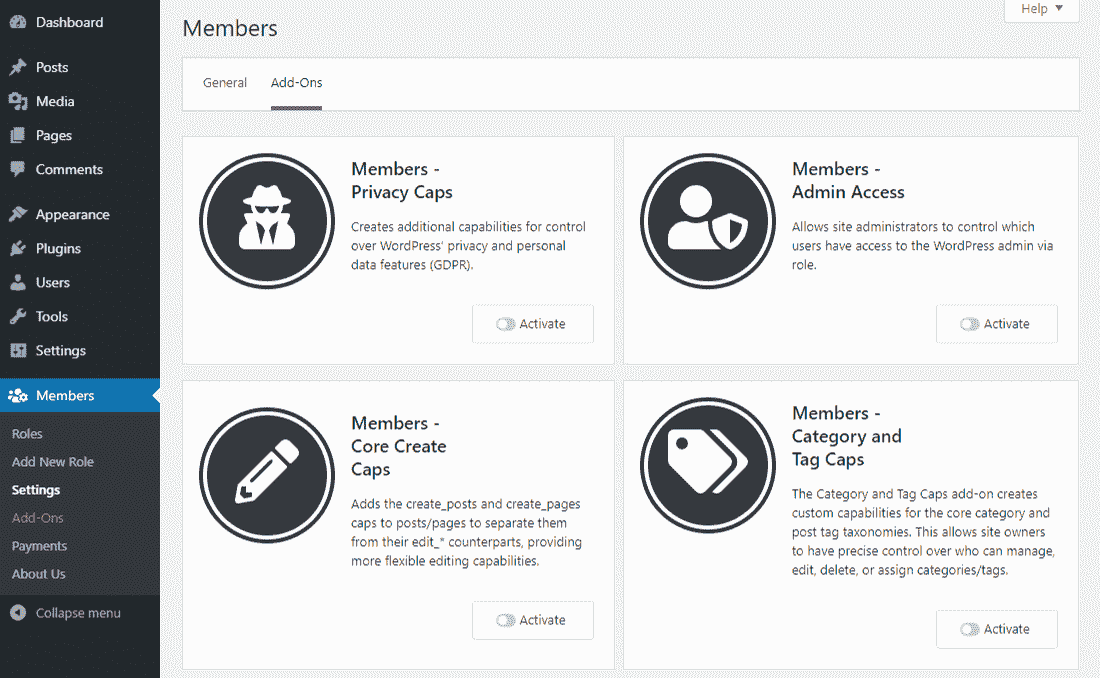 Dashboard
Posts
Media
Pages
Comments
Appearance
Plugins
Users
Tools
Settings
Members
Roles
Add New Role
Settings
Add-Ons
Payments
About Us
Collapse menu
Help
Members
General
Add-Ons
Members -
Privacy Caps
Creates additional capabilities for control
over WordPress' privacy and personal
data features (GDPR).
Activate
Members -
Admin Access
Allows site administrators to control which
users have access to the WordPress admin via
role.
Activate
Members -
Core Create
Caps
Adds the create_posts and create_pages
caps to posts/pages to separate them
from their edit_* counterparts, providing
more flexible editing capabilities.
Activate
Members -
Category and
Tag Caps
The Category and Tag Caps add-on creates
custom capabilities for the core category and
post tag taxonomies. This allows site owners
to have precise control over who can manage,
edit, delete, or assign categories/tags.
Activate